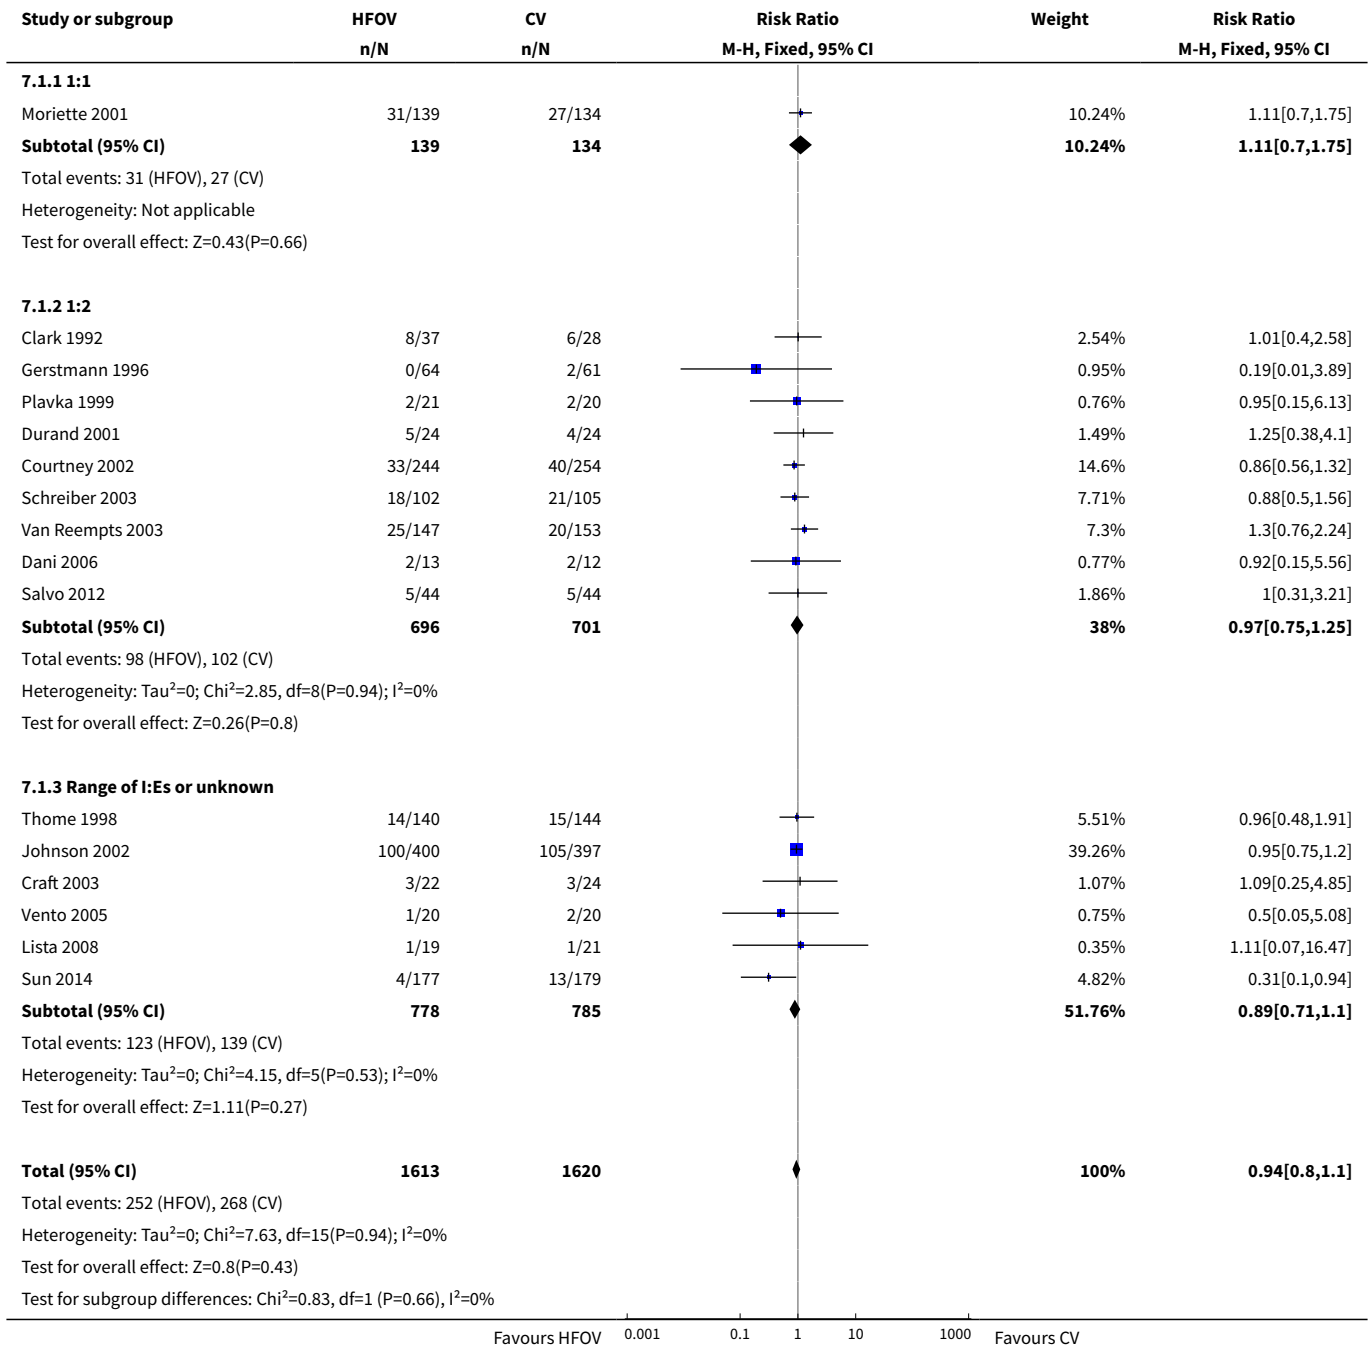 Study or subgroup HFOV CV Risk Ratio Weight Risk Ratio
n/N n/N M-H, Fixed, 95% CI M-H, Fixed, 95% CI
7.1.1 1:1
Moriette 2001 31/139 27/134 10.24% 1.11[0.7,1.75]
Subtotal (95% CI) 139 134 10.24% 1.11[0.7,1.75]
Total events: 31 (HFOV), 27 (CV)
Heterogeneity: Not applicable
Test for overall effect: Z=0.43(P=0.66)
7.1.2 1:2
Clark 1992 8/37 6/28 2.54% 1.01[0.4,2.58]
Gerstmann 1996 0/64 2/61 0.95% 0.19[0.01,3.89]
Plavka 1999 2/21 2/20 0.76% 0.95[0.15,6.13]
Durand 2001 5/24 4/24 1.49% 1.25[0.38,4.1]
Courtney 2002 33/244 40/254 14.6% 0.86[0.56,1.32]
Schreiber 2003 18/102 21/105 7.71% 0.88[0.5,1.56]
Van Reempts 2003 25/147 20/153 7.3% 1.3[0.76,2.24]
Dani 2006 2/13 2/12 0.77% 0.92[0.15,5.56]
Salvo 2012 5/44 5/44 1.86% 1[0.31,3.21]
Subtotal (95% CI) 696 701 38% 0.97[0.75,1.25]
Total events: 98 (HFOV), 102 (CV)
Heterogeneity: Tau²=0; Chi²=2.85, df=8(P=0.94); I²=0%
Test for overall effect: Z=0.26(P=0.8)
7.1.3 Range of I:Es or unknown
Thome 1998 14/140 15/144 5.51% 0.96[0.48,1.91]
Johnson 2002 100/400 105/397 39.26% 0.95[0.75,1.2]
Craft 2003 3/22 3/24 1.07% 1.09[0.25,4.85]
Vento 2005 1/20 2/20 0.75% 0.5[0.05,5.08]
Lista 2008 1/19 1/21 0.35% 1.11[0.07,16.47]
Sun 2014 4/177 13/179 4.82% 0.31[0.1,0.94]
Subtotal (95% CI) 778 785 51.76% 0.89[0.71,1.1]
Total events: 123 (HFOV), 139 (CV)
Heterogeneity: Tau²=0; Chi²=4.15, df=5(P=0.53); I²=0%
Test for overall effect: Z=1.11(P=0.27)
Total (95% CI) 1613 1620 100% 0.94[0.8,1.1]
Total events: 252 (HFOV), 268 (CV)
Heterogeneity: Tau²=0; Chi²=7.63, df=15(P=0.94); I²=0%
Test for overall effect: Z=0.8(P=0.43)
Test for subgroup differences: Chi²=0.83, df=1 (P=0.66), I²=0%
Favours HFOV 0.001 0.1 1 10 1000 Favours CV